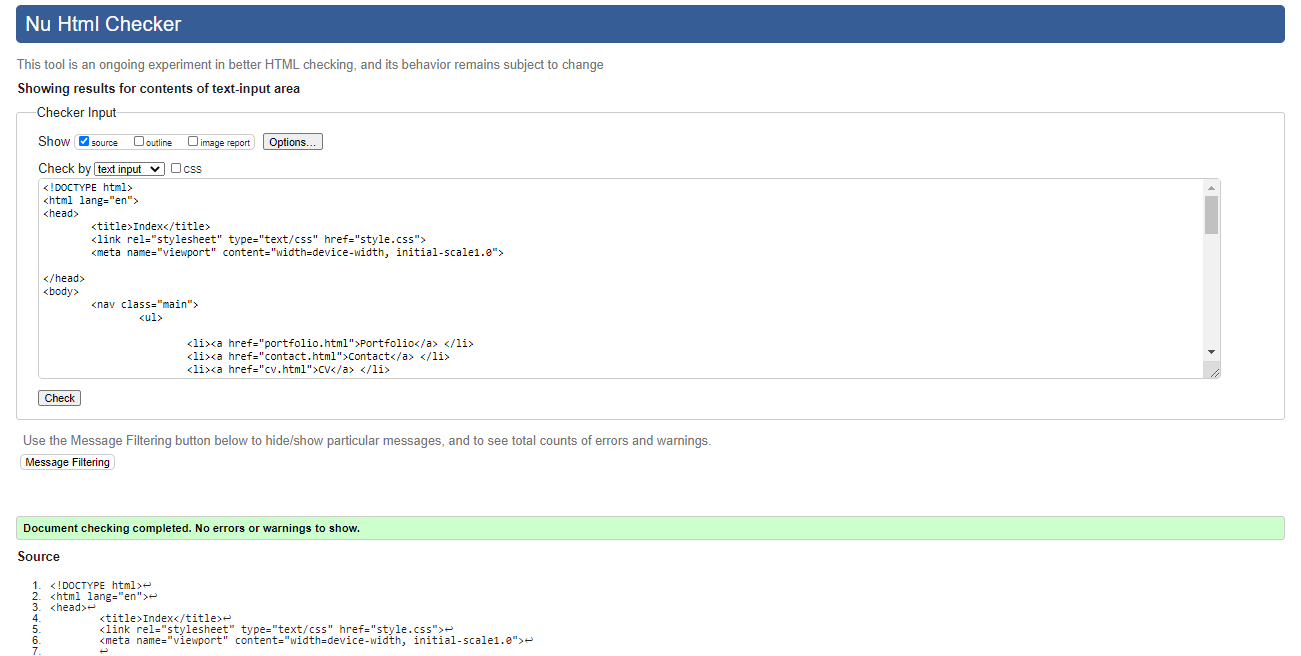 Nu Html Checker
This tool is an ongoing experiment in better HTML checking, and its behavior remains subject to change
Showing results for contents of text-input area
Checker Input
Show source outline image report Options...
Check by text input css
<!DOCTYPE html>
<html lang="en">
<head>
<title>Index</title>
<link rel="stylesheet" type="text/css" href="style.css">
<meta name="viewport" content="width=device-width, initial-scale1.0">
</head>
<body>
<nav class="main">
<ul>
<li><a href="portfolio.html">Portfolio</a> </li>
<li><a href="contact.html">Contact</a> </li>
<li><a href="cv.html">CV</a> </li>
Check
Use the Message Filtering button below to hide/show particular messages, and to see total counts of errors and warnings.
Message Filtering
Document checking completed. No errors or warnings to show.
Source
1. <!DOCTYPE html>↩
2. <html lang="en">↩
3. <head>↩
4. <title>Index</title>↩
5. <link rel="stylesheet" type="text/css" href="style.css">↩
6. <meta name="viewport" content="width=device-width, initial-scale1.0">↩
7. ↩